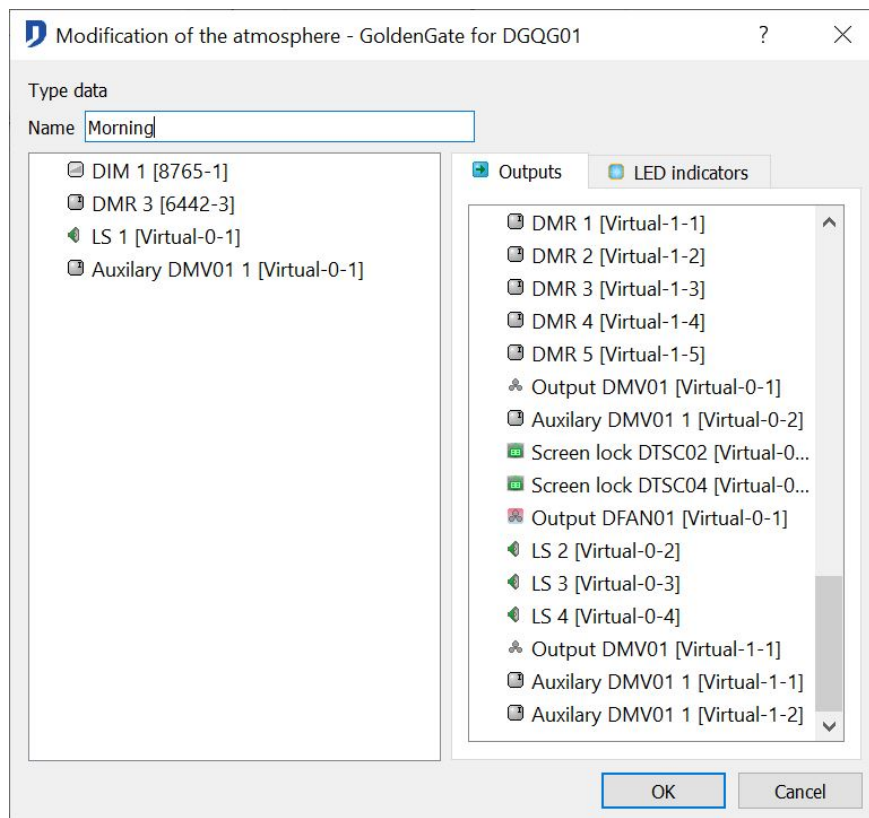 Modification of the atmosphere - GoldenGate for DGQG01
?
Type data
Name Morning
DIM 1 [8765-1]
DMR 3 [6442-3]
LS 1 [Virtual-0-1]
Auxilary DMV01 1 [Virtual-0-1]
Outputs
LED indicators
DMR 1 [Virtual-1-1]
DMR 2 [Virtual-1-2]
DMR 3 [Virtual-1-3]
DMR 4 [Virtual-1-4]
DMR 5 [Virtual-1-5]
Output DMV01 [Virtual-0-1]
Auxilary DMV01 1 [Virtual-0-2]
Screen lock DTSC02 [Virtual-0...
Screen lock DTSC04 [Virtual-0...
Output DFAN01 [Virtual-0-1]
LS 2 [Virtual-0-2]
LS 3 [Virtual-0-3]
LS 4 [Virtual-0-4]
Output DMV01 [Virtual-1-1]
Auxilary DMV01 1 [Virtual-1-1]
Auxilary DMV01 1 [Virtual-1-2]
OK
Cancel